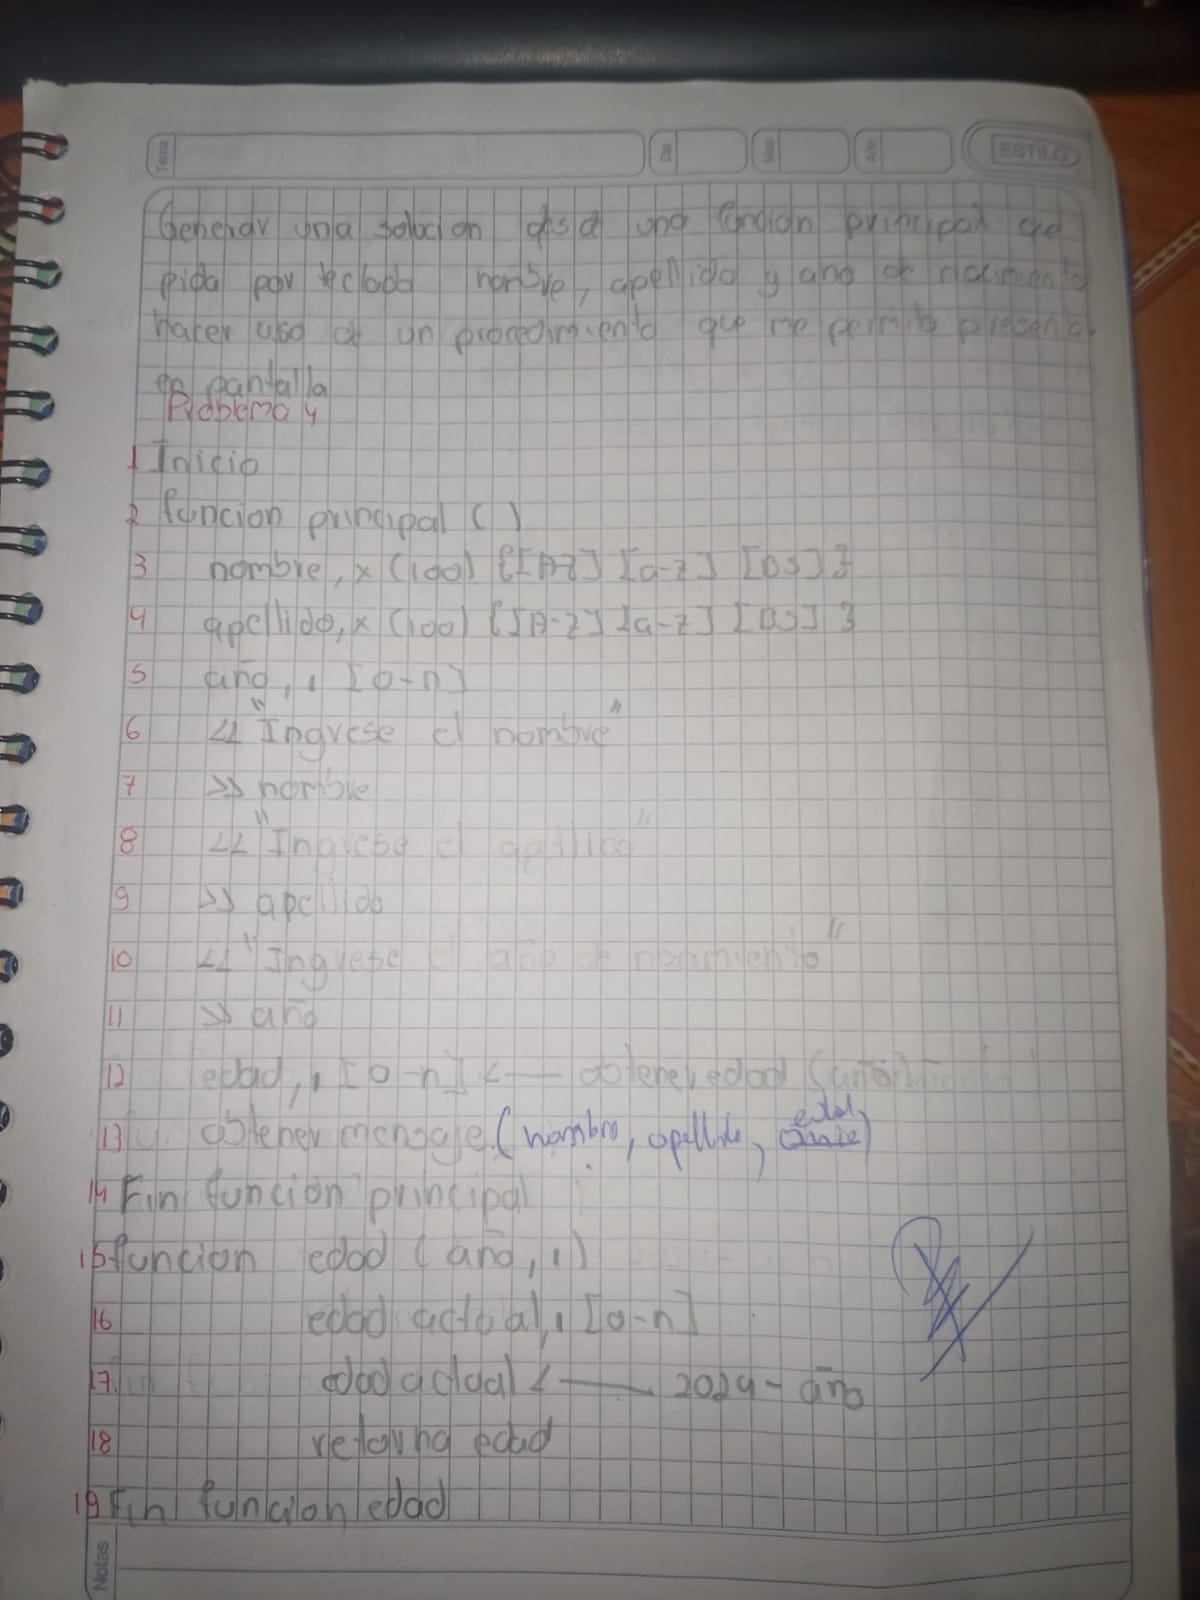 Tema
Dia
Mes
Año
ESTILO
Generar una solucion desde una funcion principal que
pida por teclado nombre, apellido y año de nacimiento
hacer uso de un procedimiento que me permita presentar
en pantalla
Problema 4
1 Inicio
2 funcion principal ( )
3 nombre, x (100) {[A-Z] [a-z] [ ] }
4 apellido, x (100) {[A-Z] [a-z] [ ] }
5 año, 1 [0-n]
6 << "Ingrese el nombre"
7 >> nombre
8 << "Ingrese el apellido"
9 >> apellido
10 << "Ingrese el año de nacimiento"
11 >> año
12 edad, 1 [0-n] <— obtener edad (año
13 obtener mensaje (nombre, apellido, edad)
14 Fin funcion principal
15 funcion edad (año, 1)
16 edad actual, 1 [0-n]
17 edad actual <— 2024 - año
18 retorna edad
19 Fin funcion edad
Notas